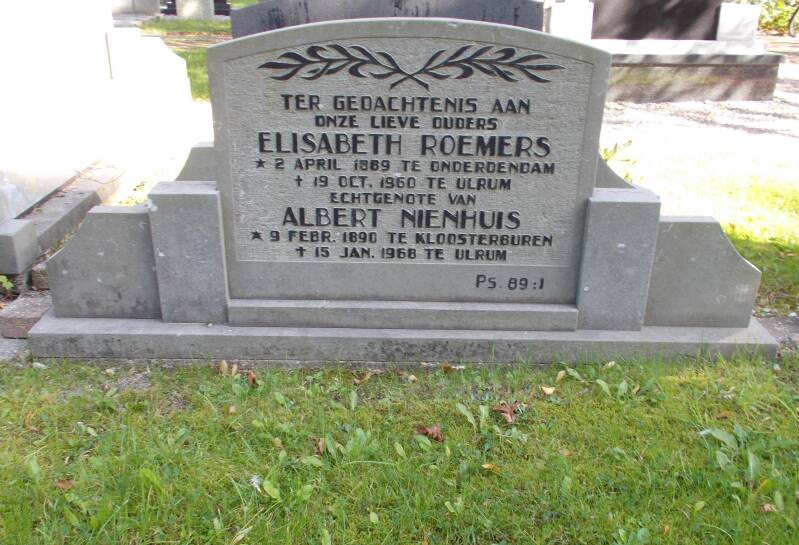 TER GEDACHTENIS AAN
ONZE LIEVE OUDERS
ELISABETH ROEMERS
* 2 APRIL 1889 TE ONDERDENDAM
† 19 OCT. 1960 TE ULRUM
ECHTGENOTE VAN
ALBERT NIENHUIS
* 9 FEBR. 1890 TE KLOOSTERBUREN
† 15 JAN. 1968 TE ULRUM
PS. 89:1